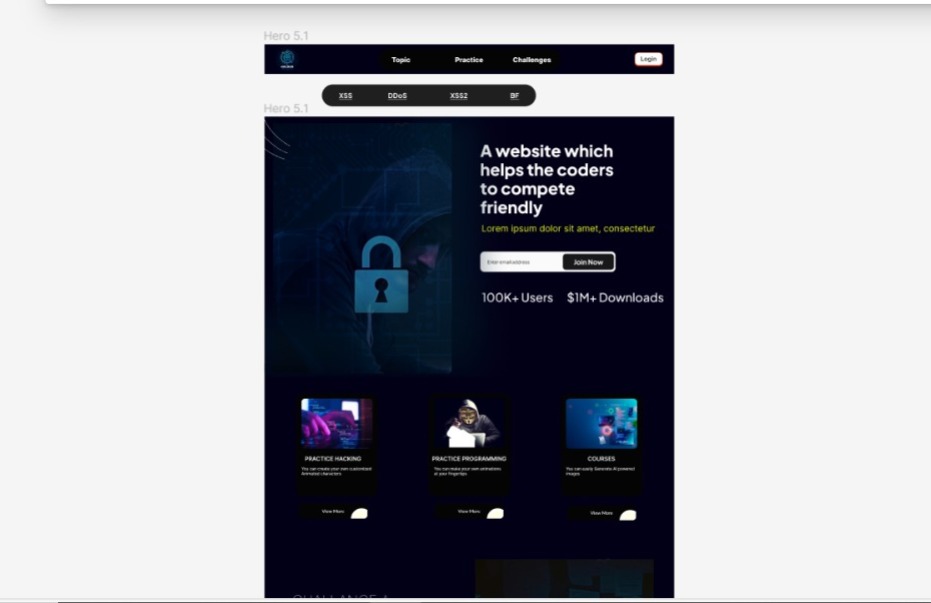 Hero 5.1
Topic Practice Challenges Login
XSS DDoS XSS2 BF
Hero 5.1
A website which
helps the coders
to compete
friendly
Lorem ipsum dolor sit amet, consectetur
Enter email address Join Now
100K+ Users $1M+ Downloads
PRACTICE HACKING PRACTICE PROGRAMMING COURSES
You can create your own customized You can create your own animations You can easily Generate AI powered
Animated characters at your fingertips images
View More View More View More